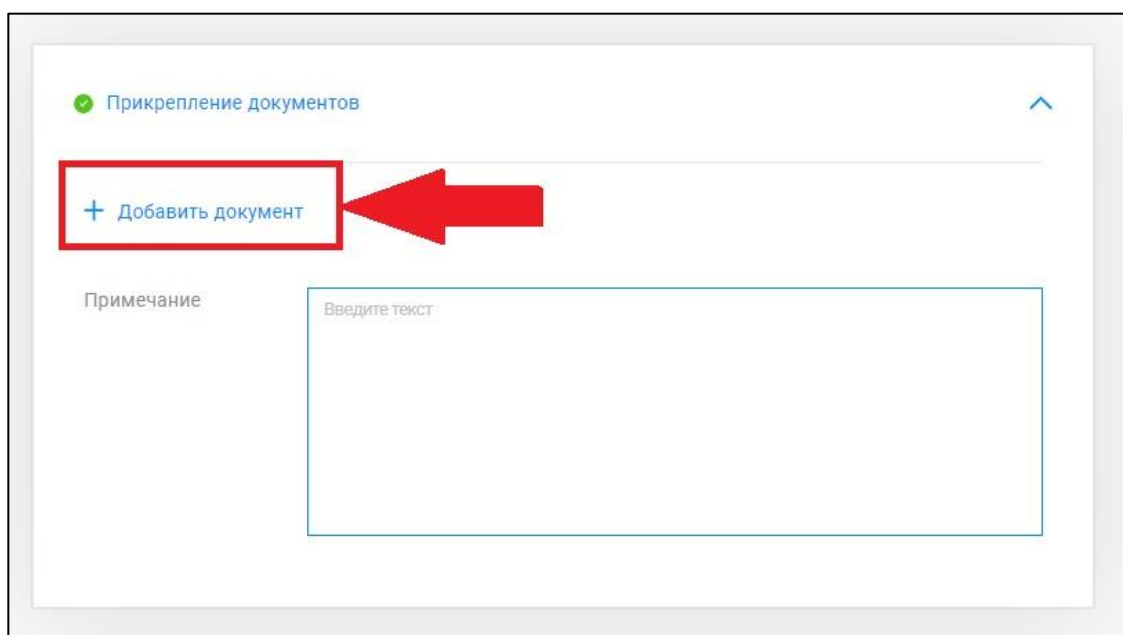 Прикрепление документов
+ Добавить документ
Примечание
Введите текст